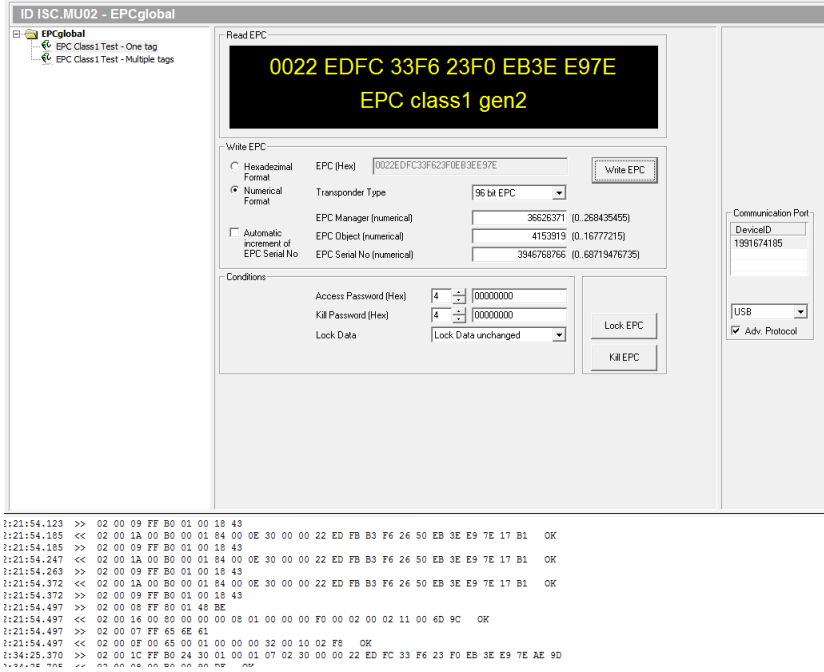 ID ISC.MU02 - EPCglobal
EPCglobal
EPC Class1 Test - One tag
EPC Class1 Test - Multiple tags
Read EPC
0022 EDFC 33F6 23F0 EB3E E97E
EPC class1 gen2
Write EPC
Hexadezimal Format
EPC (Hex) 0022EDFC33F623F0EB3EE97E
Write EPC
Numerical Format
Transponder Type 96 bit EPC
EPC Manager (numerical) 36626371 (0..268435455)
Automatic increment of EPC Serial No
EPC Object (numerical) 4153919 (0..16777215)
EPC Serial No (numerical) 3946768766 (0..68719476735)
Conditions
Access Password (Hex) 4 00000000
Kill Password (Hex) 4 00000000
Lock Data Lock Data unchanged
Lock EPC
Kill EPC
Communication Port
DeviceID
1991674185
USB
Adv. Protocol
2:21:54.123 >> 02 00 09 FF B0 01 00 18 43
2:21:54.185 << 02 00 1A 00 B0 00 01 84 00 0E 30 00 00 22 ED FB B3 F6 26 50 EB 3E E9 7E 17 B1 OK
2:21:54.185 >> 02 00 09 FF B0 01 00 18 43
2:21:54.247 << 02 00 1A 00 B0 00 01 84 00 0E 30 00 00 22 ED FB B3 F6 26 50 EB 3E E9 7E 17 B1 OK
2:21:54.263 >> 02 00 09 FF B0 01 00 18 43
2:21:54.372 << 02 00 1A 00 B0 00 01 84 00 0E 30 00 00 22 ED FB B3 F6 26 50 EB 3E E9 7E 17 B1 OK
2:21:54.372 >> 02 00 09 FF B0 01 00 18 43
2:21:54.497 >> 02 00 08 FF 80 01 48 BE
2:21:54.497 << 02 00 16 00 80 00 00 00 08 01 00 00 00 F0 00 02 00 02 11 00 6D 9C OK
2:21:54.497 >> 02 00 07 FF 65 6E 61
2:21:54.497 << 02 00 0F 00 65 00 01 00 00 00 32 00 10 02 F8 OK
2:34:25.370 >> 02 00 1C FF B0 24 30 01 00 01 07 02 30 00 00 22 ED FC 33 F6 23 F0 EB 3E E9 7E AE 9D
2:34:25.705 << 02 00 08 00 B0 00 90 DF OK